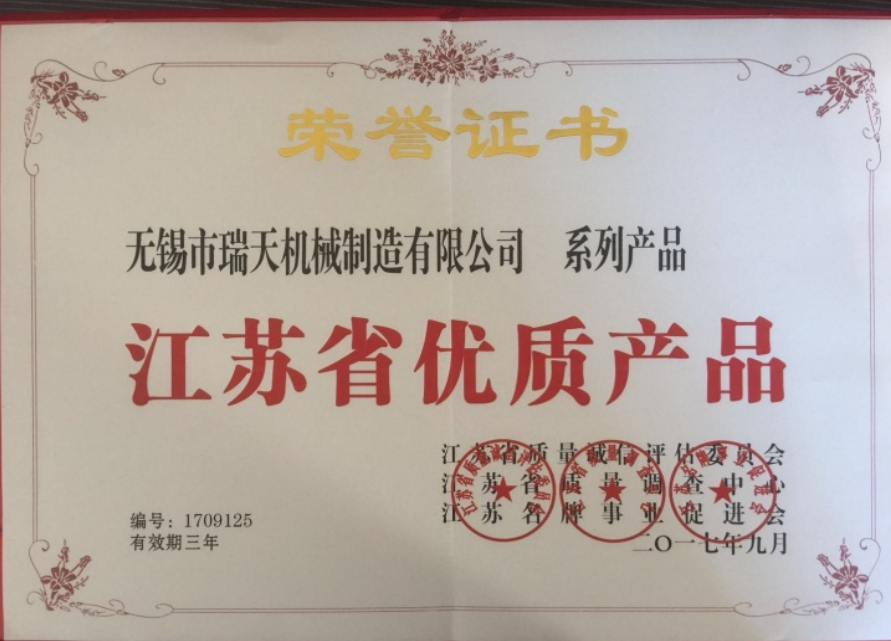 荣誉证书
无锡市瑞天机械制造有限公司 系列产品
江苏省优质产品
江苏省质量诚信评估委员会
江苏省质量调查中心
江苏名牌事业促进会
编号：1709125
有效期三年
二〇一七年九月